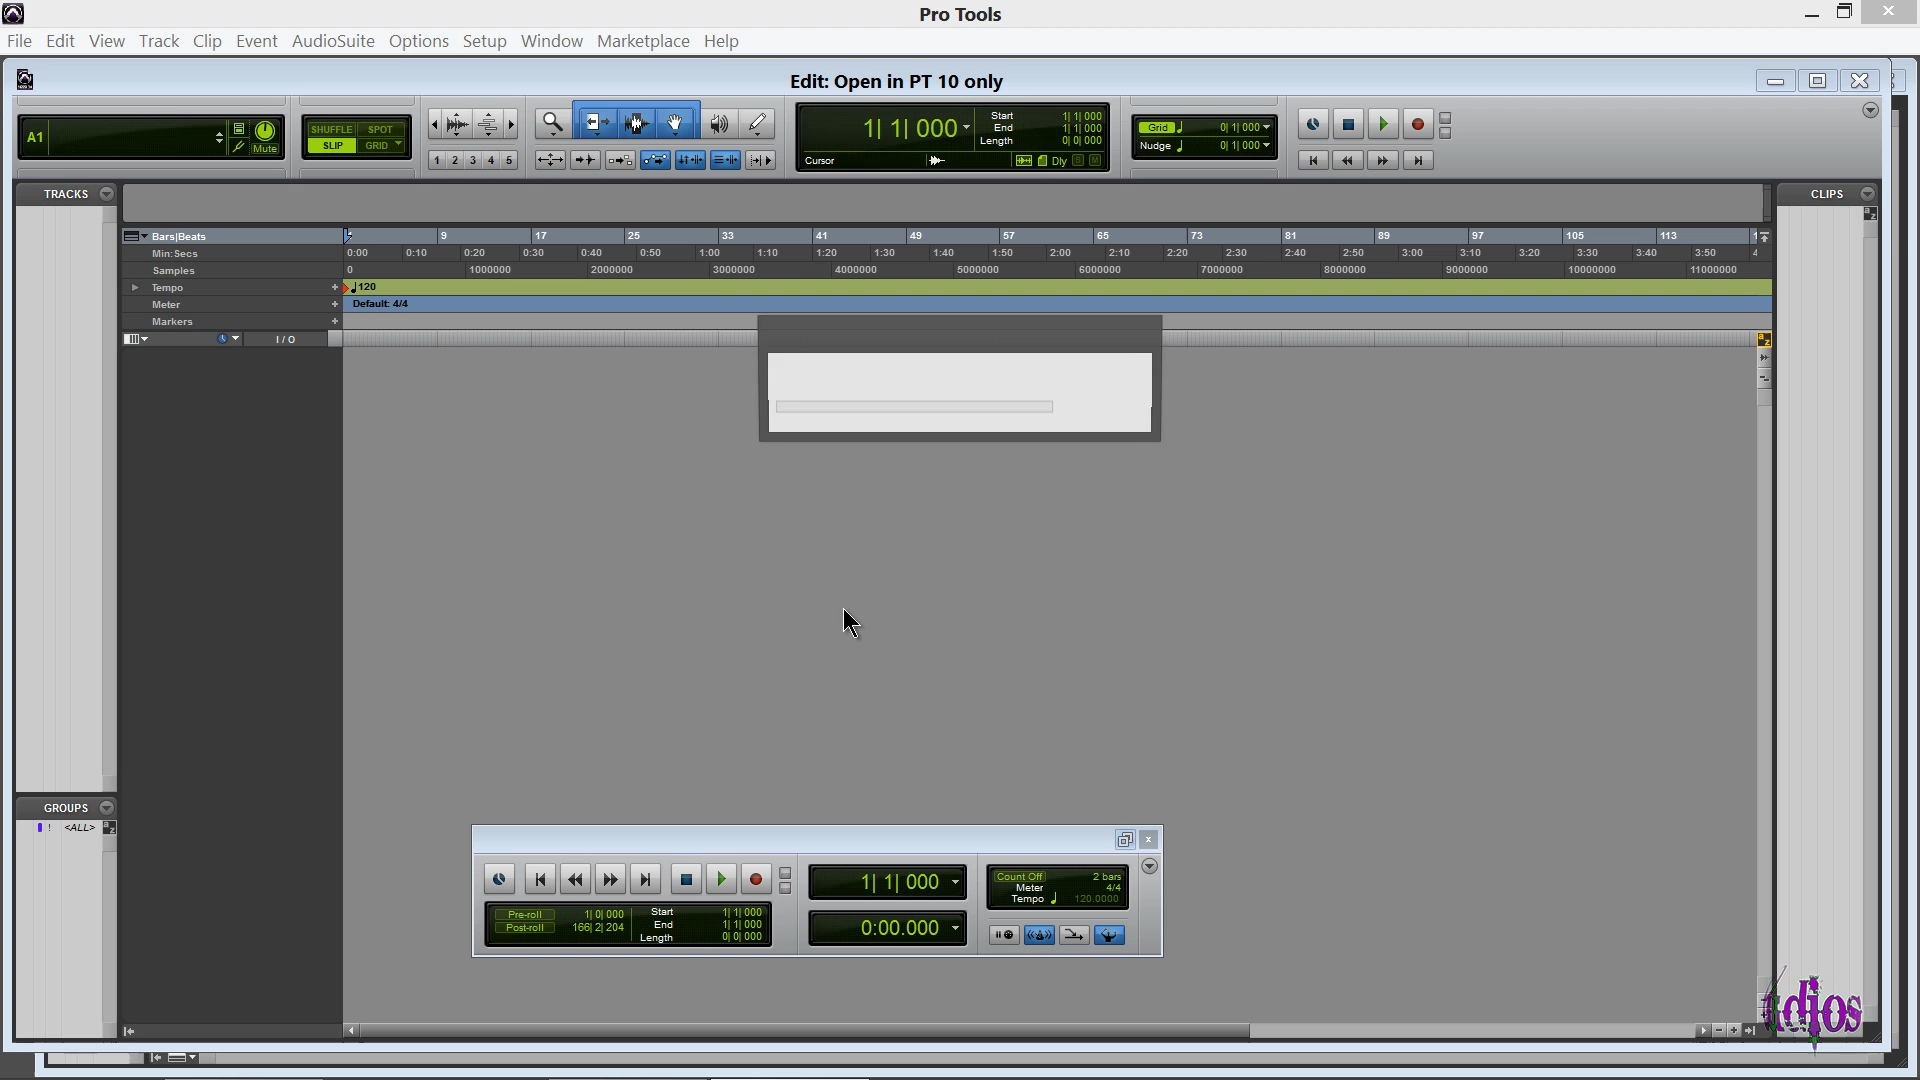 Pro Tools
File Edit View Track Clip Event AudioSuite Options Setup Window Marketplace Help
Edit: Open in PT 10 only
A1
Mute
SHUFFLE SPOT
SLIP GRID
1 2 3 4 5
1| 1| 000
Start 1| 1| 000
End 1| 1| 000
Length 0| 0| 000
Cursor
Dly S M
Grid 0| 1| 000
Nudge 0| 1| 000
TRACKS
CLIPS
Bars|Beats 9 17 25 33 41 49 57 65 73 81 89 97 105 113
Min:Secs 0:00 0:10 0:20 0:30 0:40 0:50 1:00 1:10 1:20 1:30 1:40 1:50 2:00 2:10 2:20 2:30 2:40 2:50 3:00 3:10 3:20 3:30 3:40 3:50 4
Samples 0 1000000 2000000 3000000 4000000 5000000 6000000 7000000 8000000 9000000 10000000 11000000
Tempo + 120
Meter + Default: 4/4
Markers +
I / O
GROUPS
! <ALL>
1| 1| 000
Count Off 2 bars
Meter 4/4
Tempo 120.0000
Pre-roll 1| 0| 000
Post-roll 166| 2| 204
Start 1| 1| 000
End 1| 1| 000
Length 0| 0| 000
0:00.000
idios